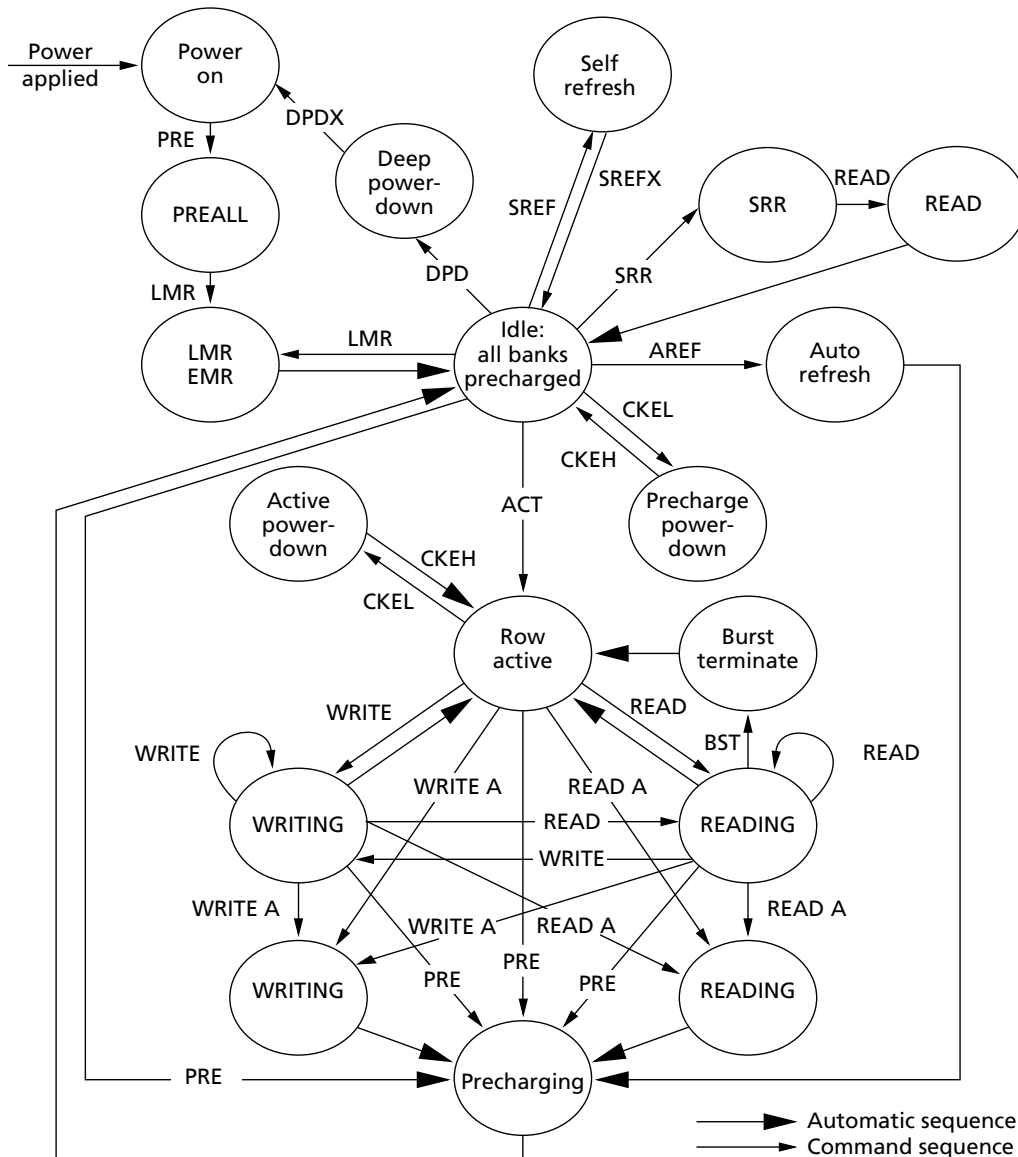 Power
applied
Power
on
Self
refresh
DPDX
PRE
Deep
power-
down
SREFX
READ
SRR
READ
PREALL
SREF
DPD
SRR
LMR
Idle:
all banks
precharged
LMR
LMR
EMR
AREF
Auto
refresh
CKEL
CKEH
Active
power-
down
ACT
Precharge
power-
down
CKEH
CKEL
Row
active
Burst
terminate
WRITE
READ
WRITE
BST
READ
WRITE A
READ A
WRITING
READ
READING
WRITE
WRITE A
WRITE A
READ A
READ A
WRITING
PRE
PRE
PRE
READING
PRE
Precharging
Automatic sequence
Command sequence